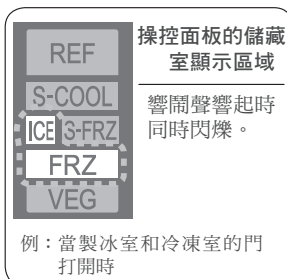 REF
S-COOL
ICE S-FRZ
FRZ
VEG
操控面板的儲藏
室顯示區域
響鬧聲響起時
同時閃爍。
例：當製冰室和冷凍室的門
打開時